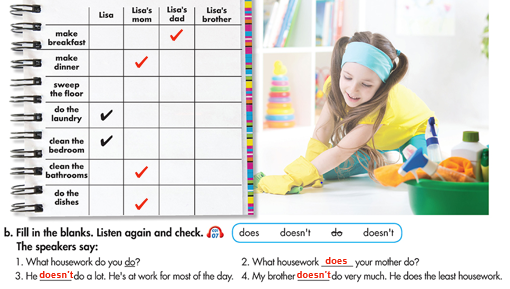 Lisa Lisa's mom Lisa's dad Lisa's brother
make breakfast ✓
make dinner ✓
sweep the floor
do the laundry ✓
clean the bedroom ✓
clean the bathrooms ✓
do the dishes ✓
b. Fill in the blanks. Listen again and check. CD1 07
does doesn't do doesn't
The speakers say:
1. What housework do you do?
2. What housework does your mother do?
3. He doesn't do a lot. He's at work for most of the day.
4. My brother doesn't do very much. He does the least housework.